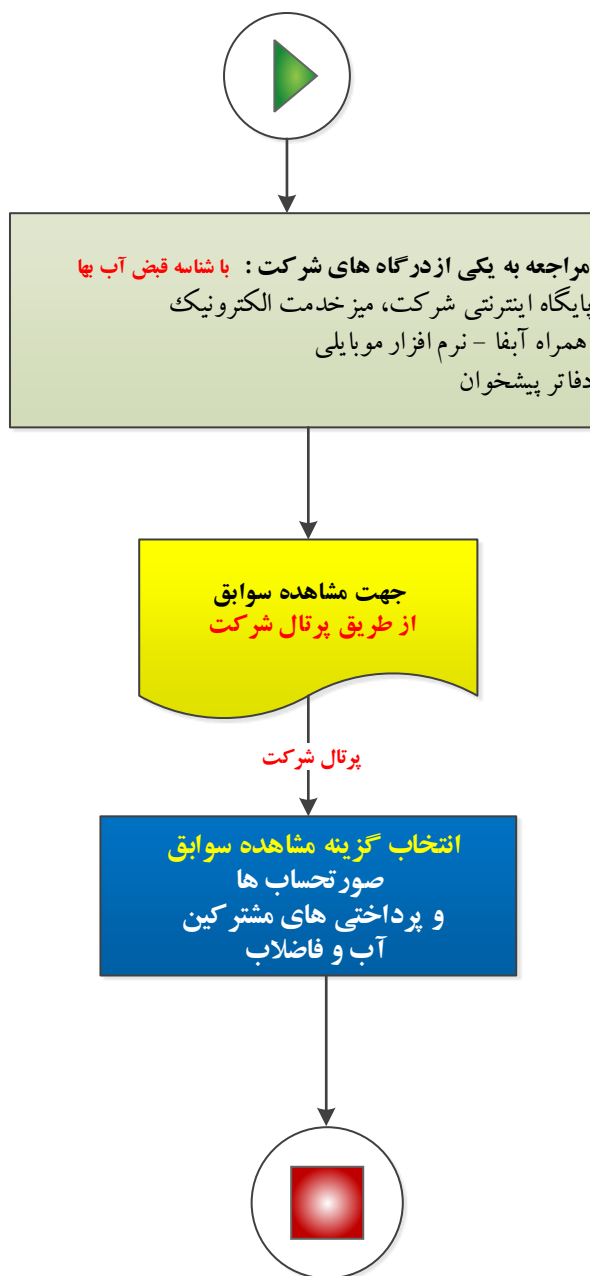 مراجعه به یکی ازدرگاه های شرکت : با شناسه قبض آب بها
پایگاه اینترنتی شرکت، میزخدمت الکترونیک
همراه آبفا – نرم افزار موبایلی
دفاتر پیشخوان
جهت مشاهده سوابق
از طریق پرتال شرکت
پرتال شرکت
انتخاب گزینه مشاهده سوابق
صورتحساب ها
و پرداختی های مشترکین
آب و فاضلاب